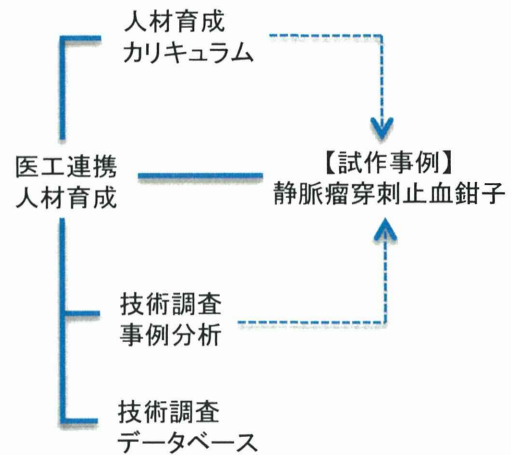 人材育成
カリキュラム
医工連携
人材育成
【試作事例】
静脈瘤穿刺止血鉗子
技術調査
事例分析
技術調査
データベース